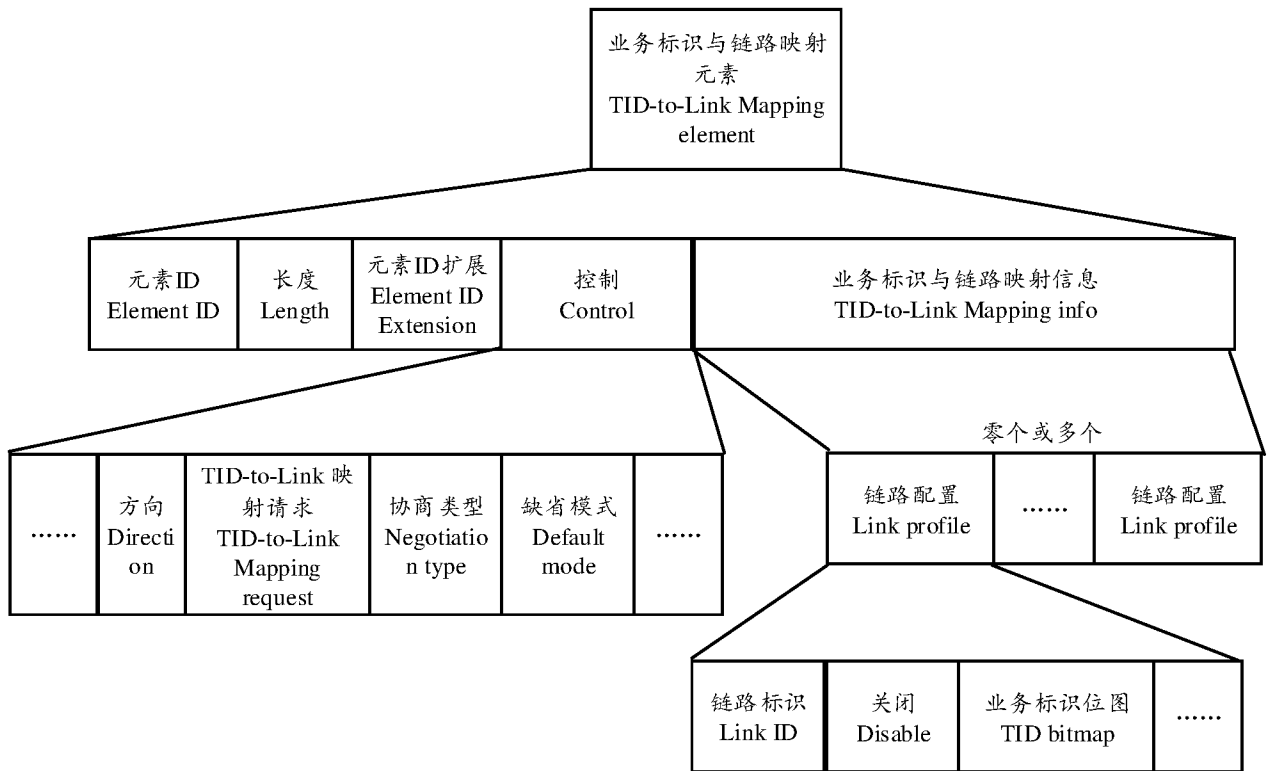 业务标识与链路映射
元素
TID-to-Link Mapping
element
元素ID
Element ID
长度
Length
元素ID扩展
Element ID
Extension
控制
Control
业务标识与链路映射信息
TID-to-Link Mapping info
零个或多个
……
方向
Directi
on
TID-to-Link 映
射请求
TID-to-Link
Mapping
request
协商类型
Negotiatio
n type
缺省模式
Default
mode
……
链路配置
Link profile
……
链路配置
Link profile
链路标识
Link ID
关闭
Disable
业务标识位图
TID bitmap
……